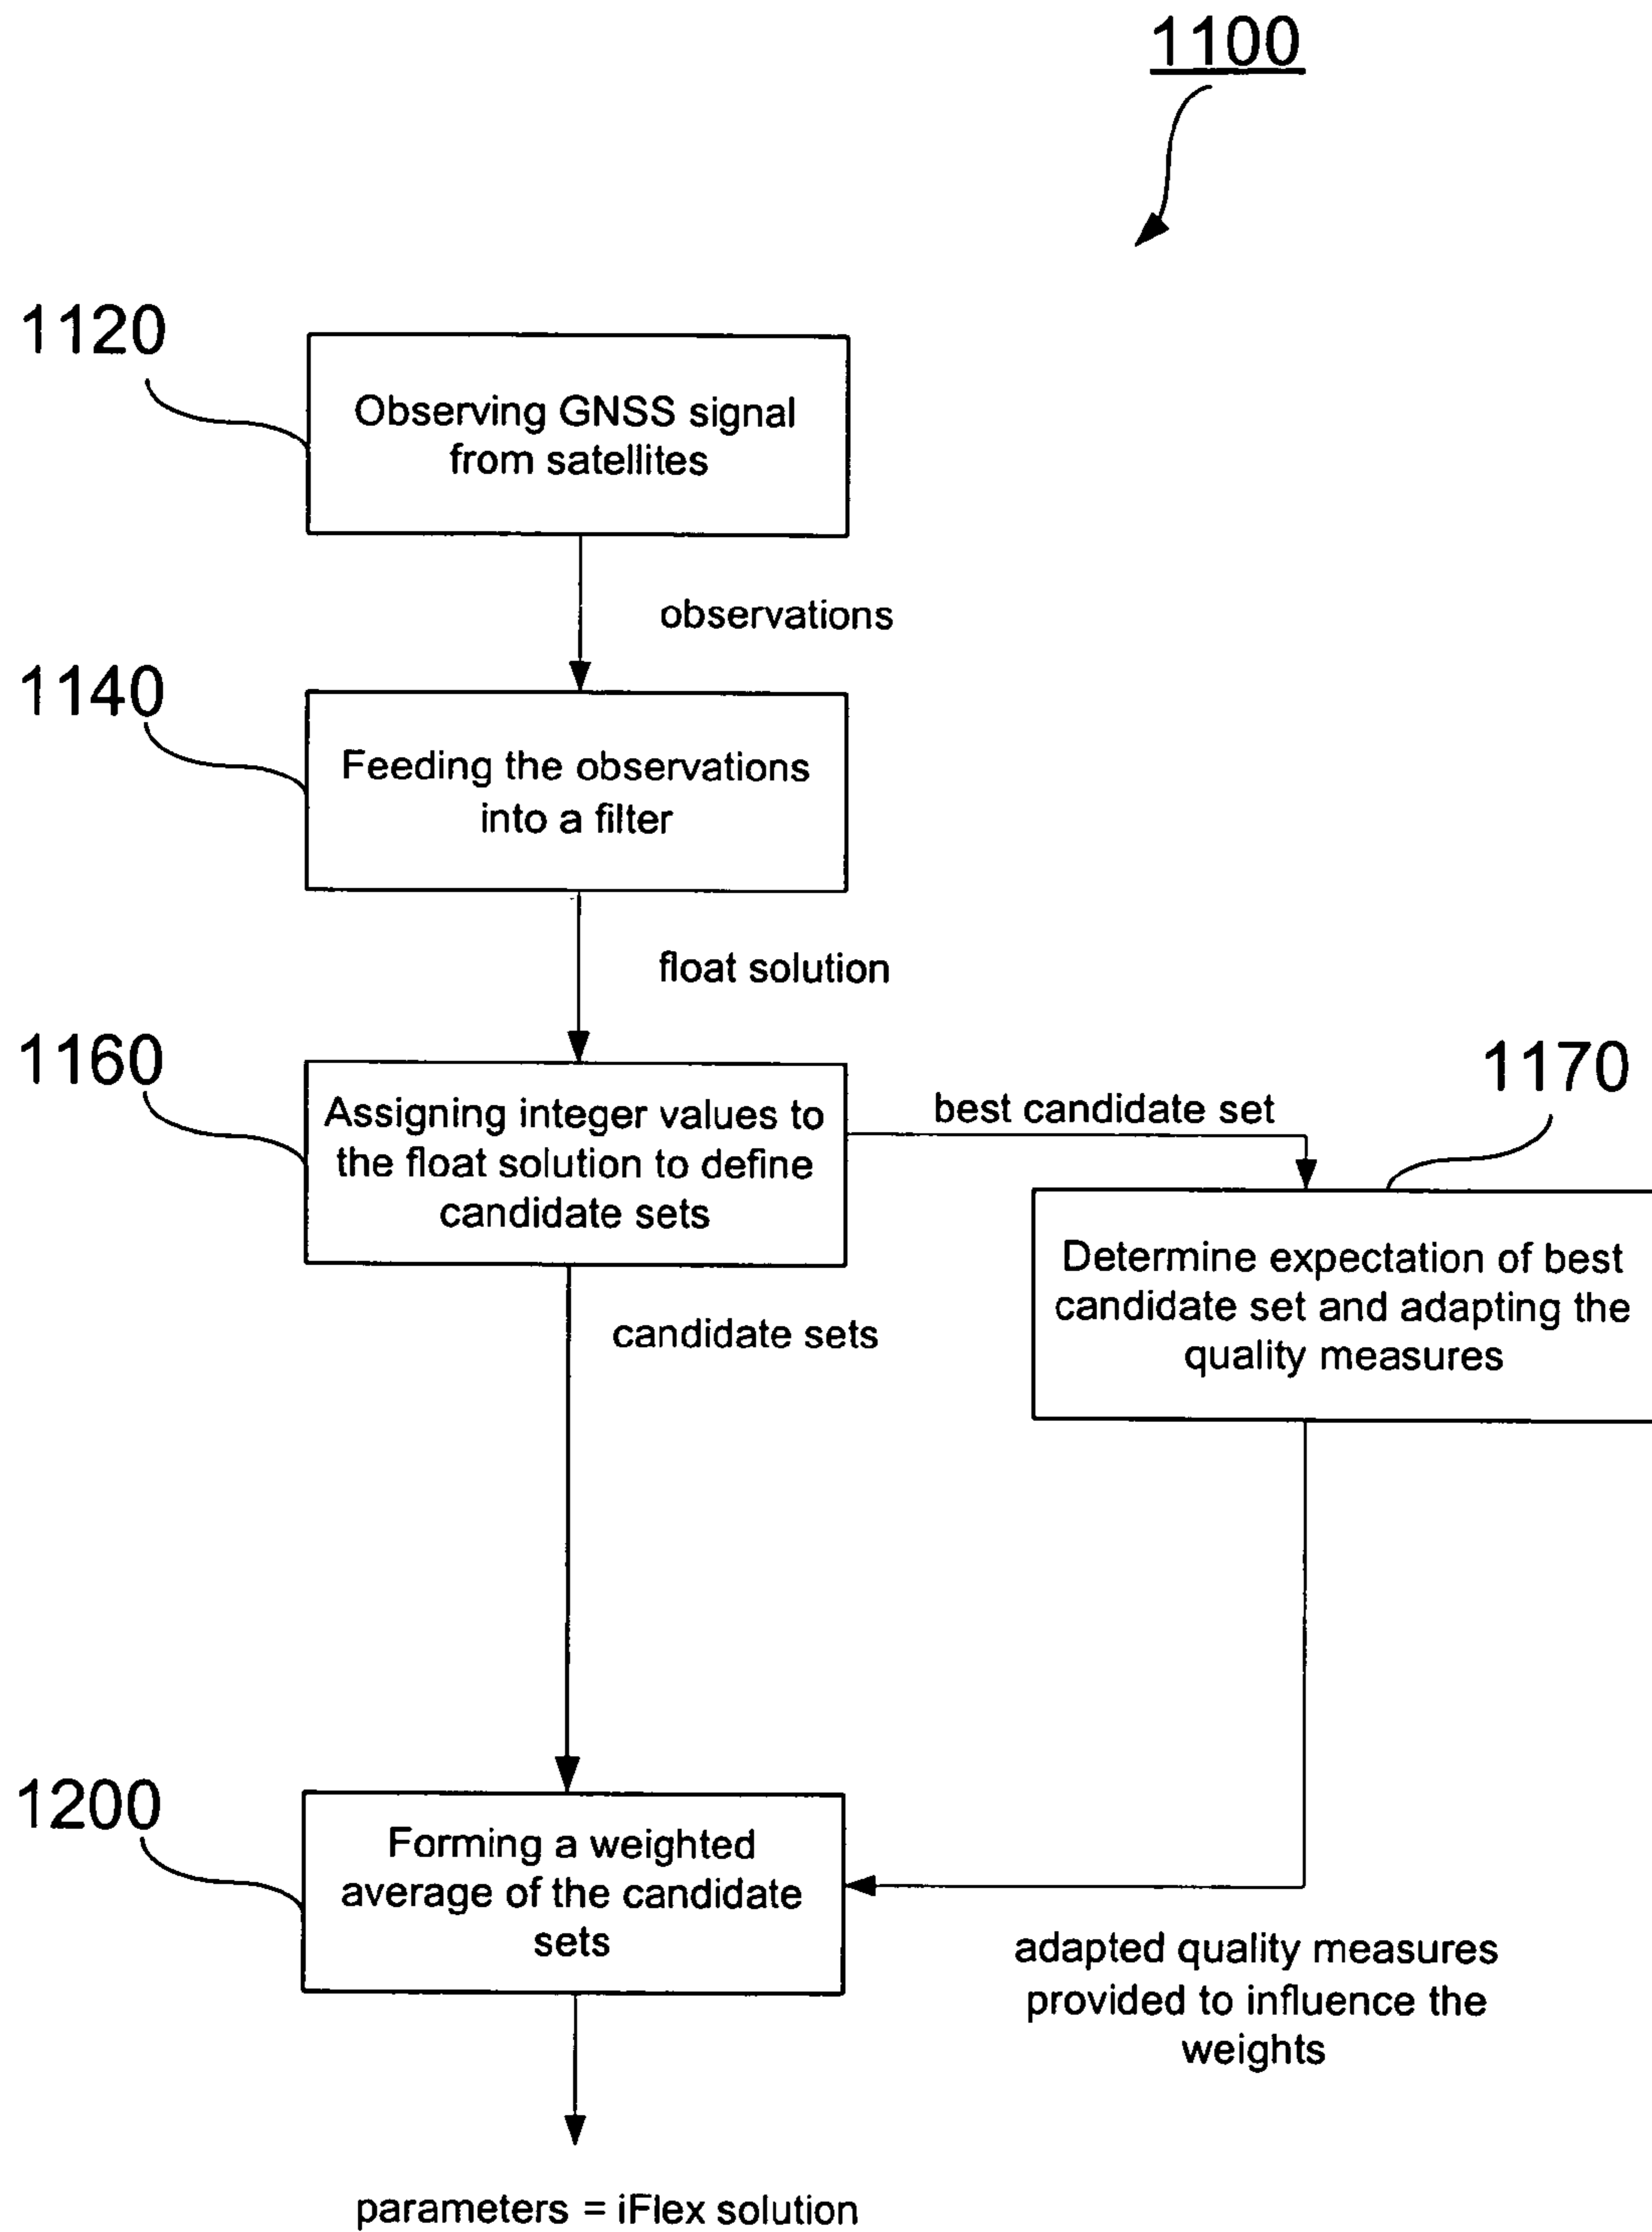 1100
1120
Observing GNSS signal
from satellites
observations
1140
Feeding the observations
into a filter
float solution
1160
Assigning integer values to
the float solution to define
candidate sets
best candidate set
1170
Determine expectation of best
candidate set and adapting the
quality measures
candidate sets
1200
Forming a weighted
average of the candidate
sets
adapted quality measures
provided to influence the
weights
parameters = iFlex solution